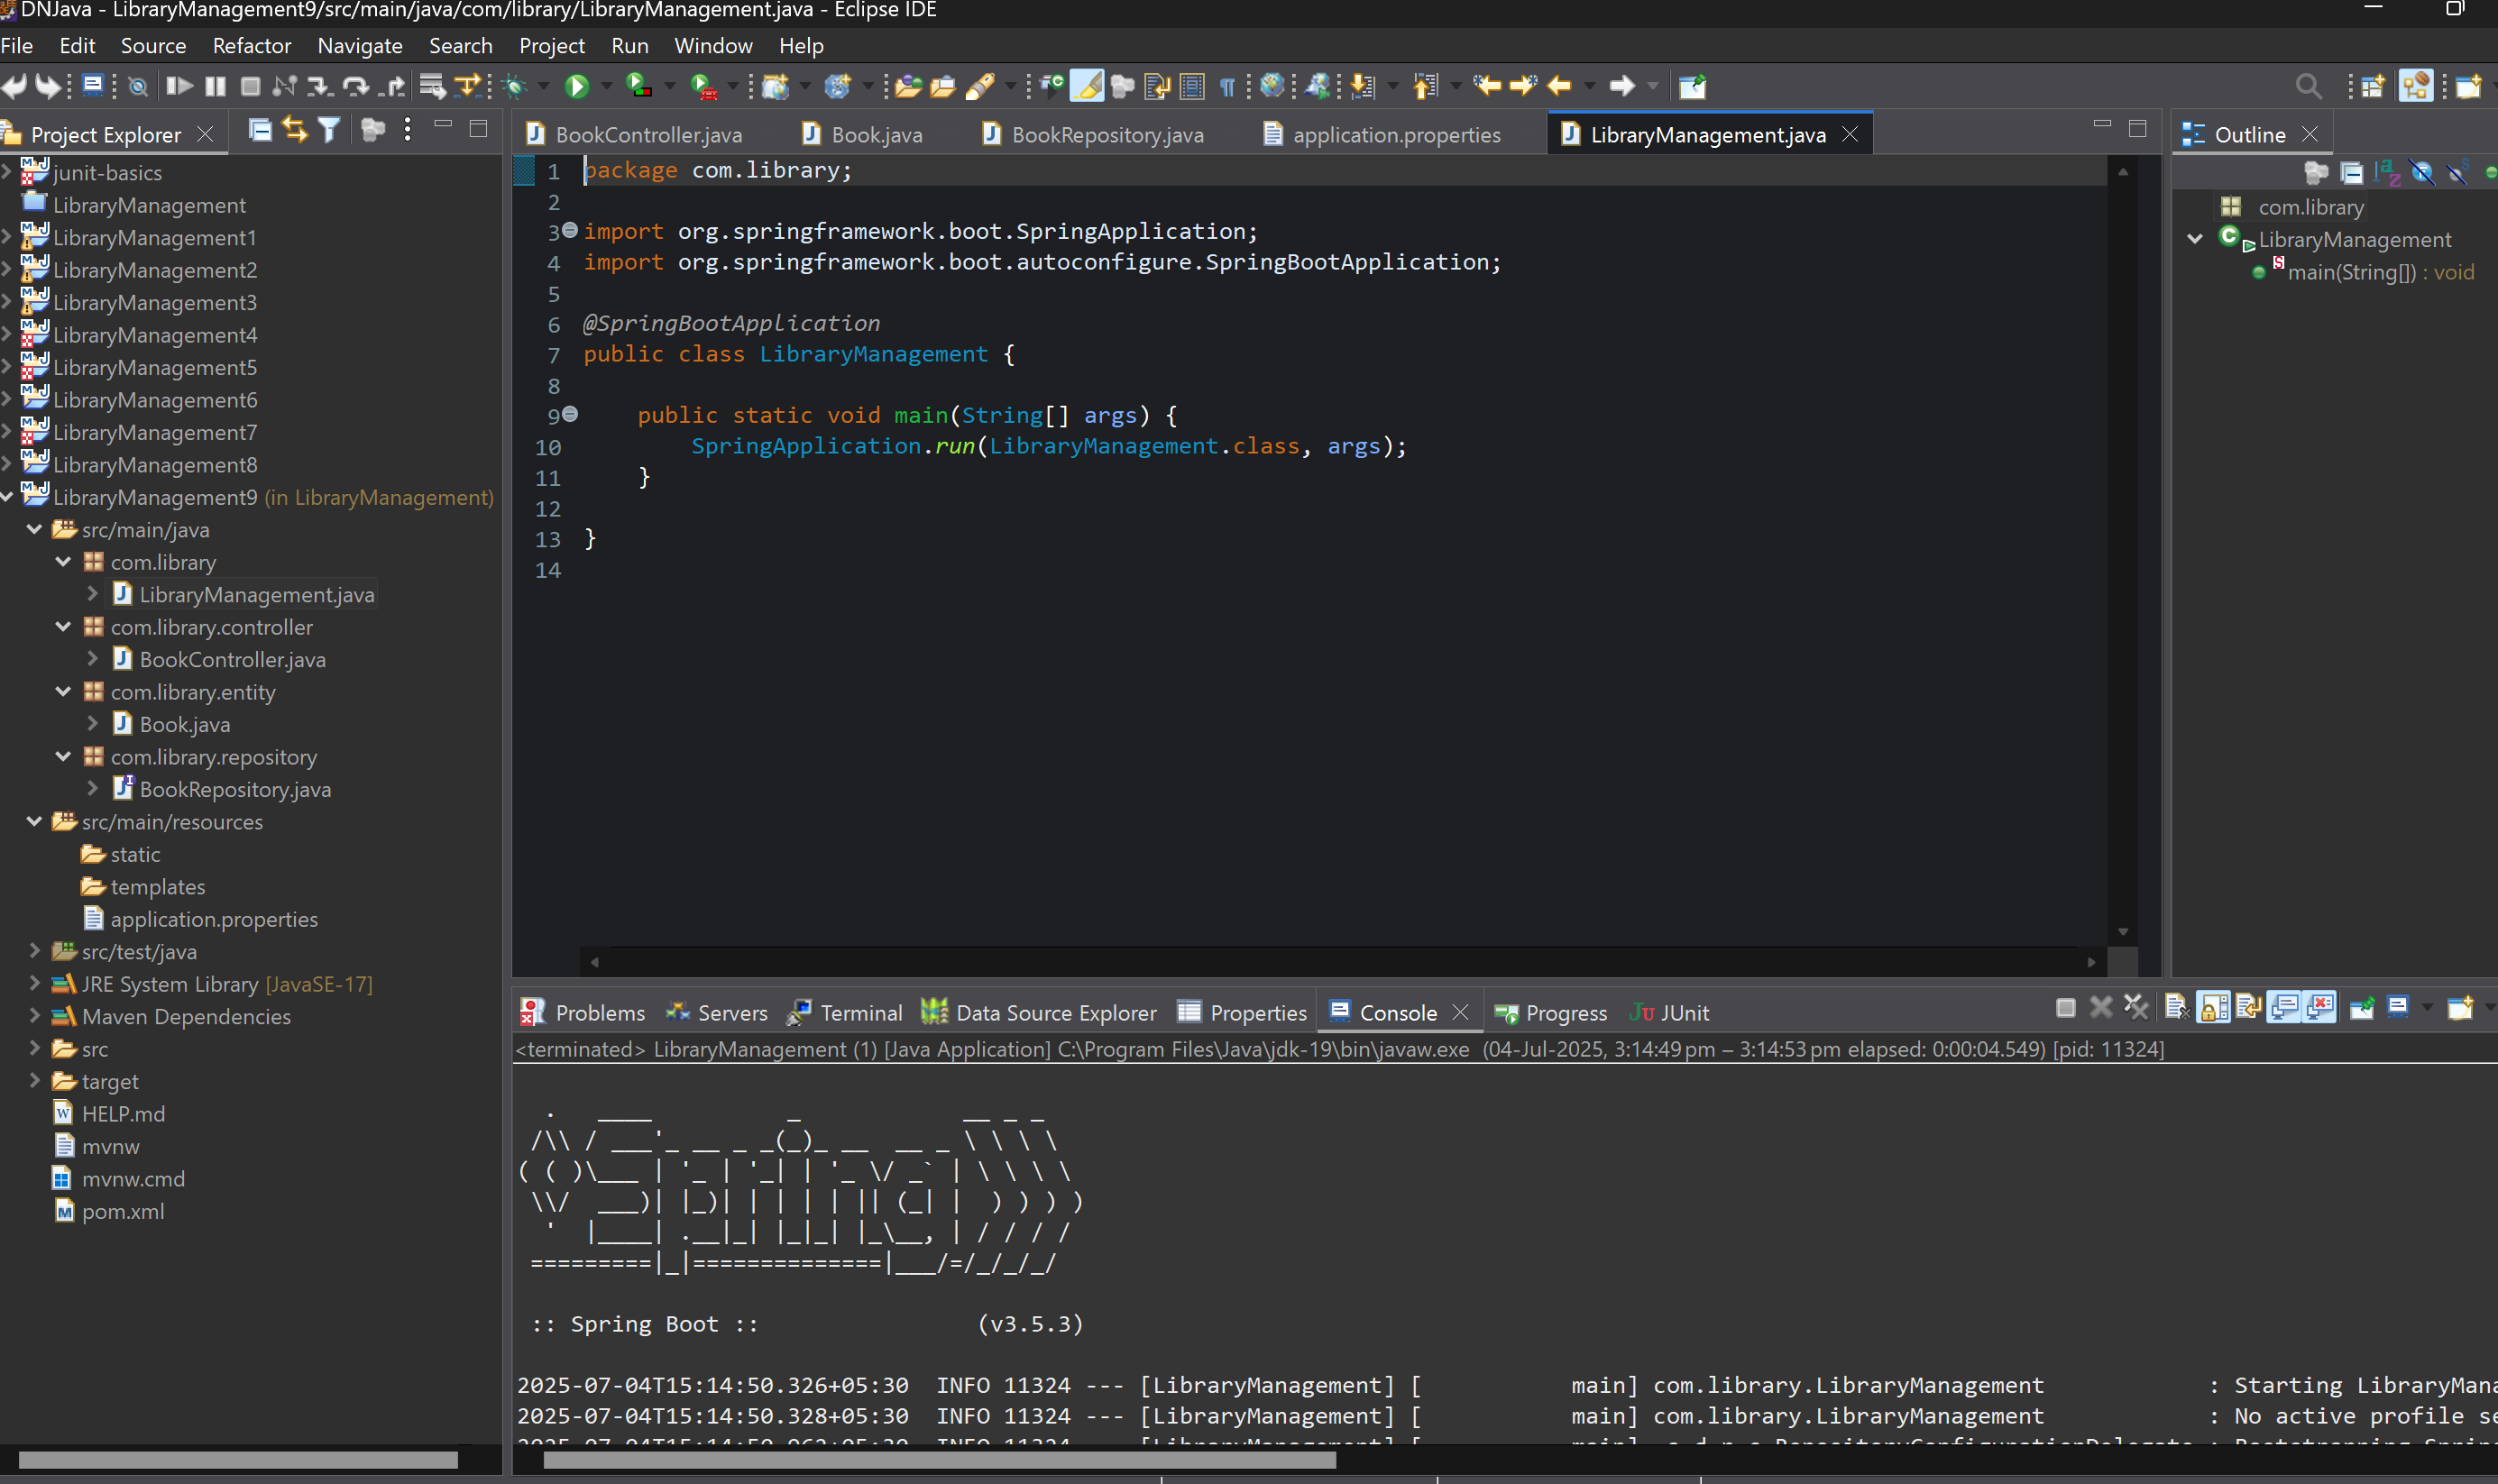 DNJava - LibraryManagement9/src/main/java/com/library/LibraryManagement.java - Eclipse IDE
File Edit Source Refactor Navigate Search Project Run Window Help
Project Explorer
junit-basics
LibraryManagement
LibraryManagement1
LibraryManagement2
LibraryManagement3
LibraryManagement4
LibraryManagement5
LibraryManagement6
LibraryManagement7
LibraryManagement8
LibraryManagement9 (in LibraryManagement)
src/main/java
com.library
LibraryManagement.java
com.library.controller
BookController.java
com.library.entity
Book.java
com.library.repository
BookRepository.java
src/main/resources
static
templates
application.properties
src/test/java
JRE System Library [JavaSE-17]
Maven Dependencies
src
target
HELP.md
mvnw
mvnw.cmd
pom.xml
BookController.java Book.java BookRepository.java application.properties LibraryManagement.java
1 package com.library;
2
3 import org.springframework.boot.SpringApplication;
4 import org.springframework.boot.autoconfigure.SpringBootApplication;
5
6 @SpringBootApplication
7 public class LibraryManagement {
8
9 public static void main(String[] args) {
10 SpringApplication.run(LibraryManagement.class, args);
11 }
12
13 }
14
Outline
com.library
LibraryManagement
main(String[]) : void
Problems Servers Terminal Data Source Explorer Properties Console Progress JUnit
<terminated> LibraryManagement (1) [Java Application] C:\Program Files\Java\jdk-19\bin\javaw.exe (04-Jul-2025, 3:14:49 pm – 3:14:53 pm elapsed: 0:00:04.549) [pid: 11324]
  .   ____          _            __ _ _
 /\\ / ___'_ __ _ _(_)_ __  __ _ \ \ \ \
( ( )\___ | '_ | '_| | '_ \/ _` | \ \ \ \
 \\/  ___)| |_)| | | | | || (_| |  ) ) ) )
  '  |____| .__|_| |_|_| |_\__, | / / / /
 =========|_|==============|___/=/_/_/_/
:: Spring Boot :: (v3.5.3)
2025-07-04T15:14:50.326+05:30 INFO 11324 --- [LibraryManagement] [ main] com.library.LibraryManagement : Starting LibraryMana
2025-07-04T15:14:50.328+05:30 INFO 11324 --- [LibraryManagement] [ main] com.library.LibraryManagement : No active profile se